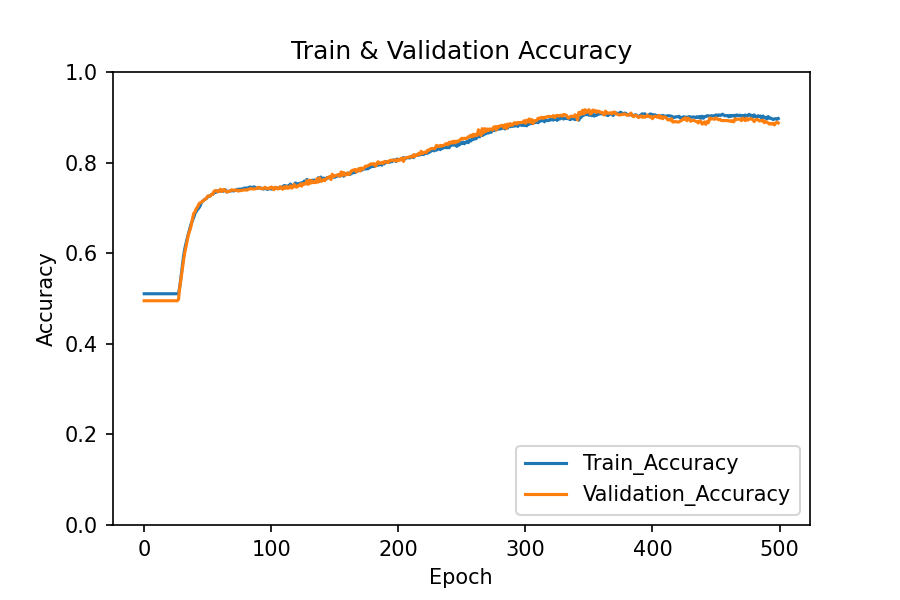 Train & Validation Accuracy
1.0
0.8
0.6
0.4
0.2
0.0
Accuracy
Train_Accuracy
Validation_Accuracy
0 100 200 300 400 500
Epoch